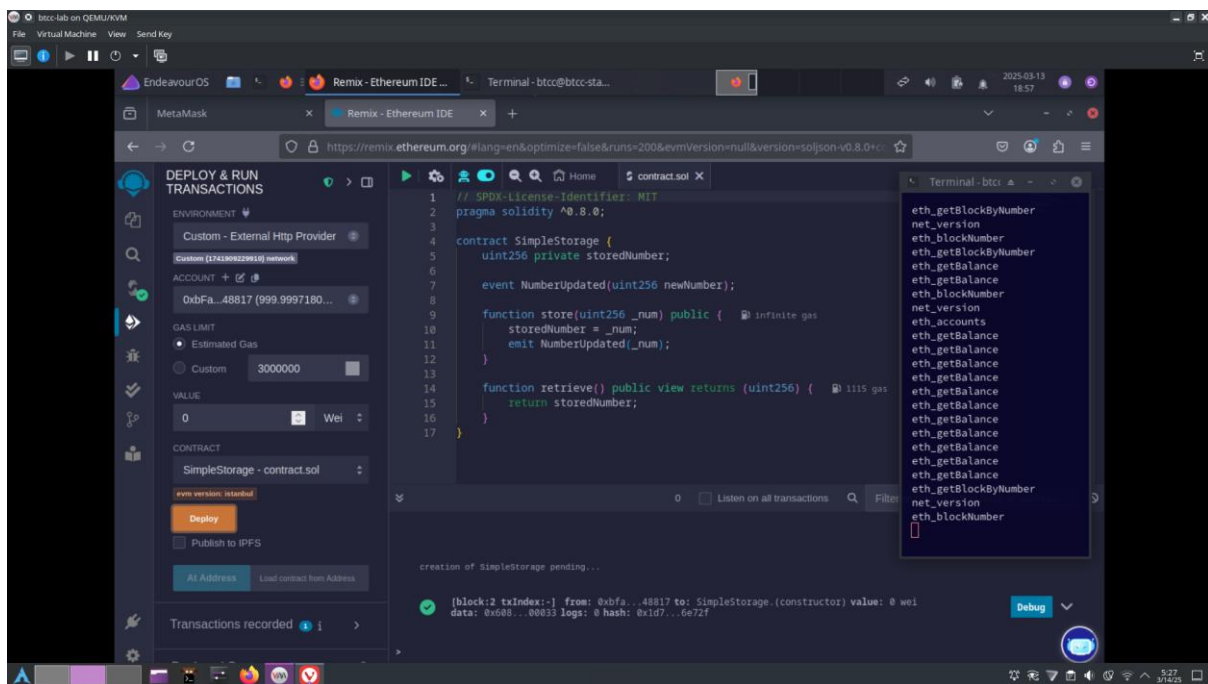 btcc-lab on QEMU/KVM
File Virtual Machine View Send Key
EndeavourOS
Remix - Ethereum IDE ...
Terminal - btcc@btcc-sta...
2025-03-13
18:57
MetaMask
Remix - Ethereum IDE
https://remix.ethereum.org/#lang=en&optimize=false&runs=200&evmVersion=null&version=soljson-v0.8.0+c
DEPLOY & RUN
TRANSACTIONS
ENVIRONMENT
Custom - External Http Provider
Custom (1741909229910) network
ACCOUNT
0xbFa...48817 (999.9997180...
GAS LIMIT
Estimated Gas
Custom 3000000
VALUE
0 Wei
CONTRACT
SimpleStorage - contract.sol
evm version: istanbul
Deploy
Publish to IPFS
At Address Load contract from Address
Transactions recorded 1 i
Home contract.sol
1 // SPDX-License-Identifier: MIT
2 pragma solidity ^0.8.0;
3
4 contract SimpleStorage {
5 uint256 private storedNumber;
6
7 event NumberUpdated(uint256 newNumber);
8
9 function store(uint256 _num) public { infinite gas
10 storedNumber = _num;
11 emit NumberUpdated(_num);
12 }
13
14 function retrieve() public view returns (uint256) { 1115 gas
15 return storedNumber;
16 }
17 }
0 Listen on all transactions Filte
creation of SimpleStorage pending...
[block:2 txIndex:-] from: 0xbfa...48817 to: SimpleStorage.(constructor) value: 0 wei
data: 0x608...00033 logs: 0 hash: 0x1d7...6e72f
Debug
>
Terminal - btcc
eth_getBlockByNumber
net_version
eth_blockNumber
eth_getBlockByNumber
eth_getBalance
eth_getBalance
eth_blockNumber
net_version
eth_accounts
eth_getBalance
eth_getBalance
eth_getBalance
eth_getBalance
eth_getBalance
eth_getBalance
eth_getBalance
eth_getBalance
eth_getBalance
eth_getBalance
eth_getBalance
eth_getBlockByNumber
net_version
eth_blockNumber
5:27
3/14/25